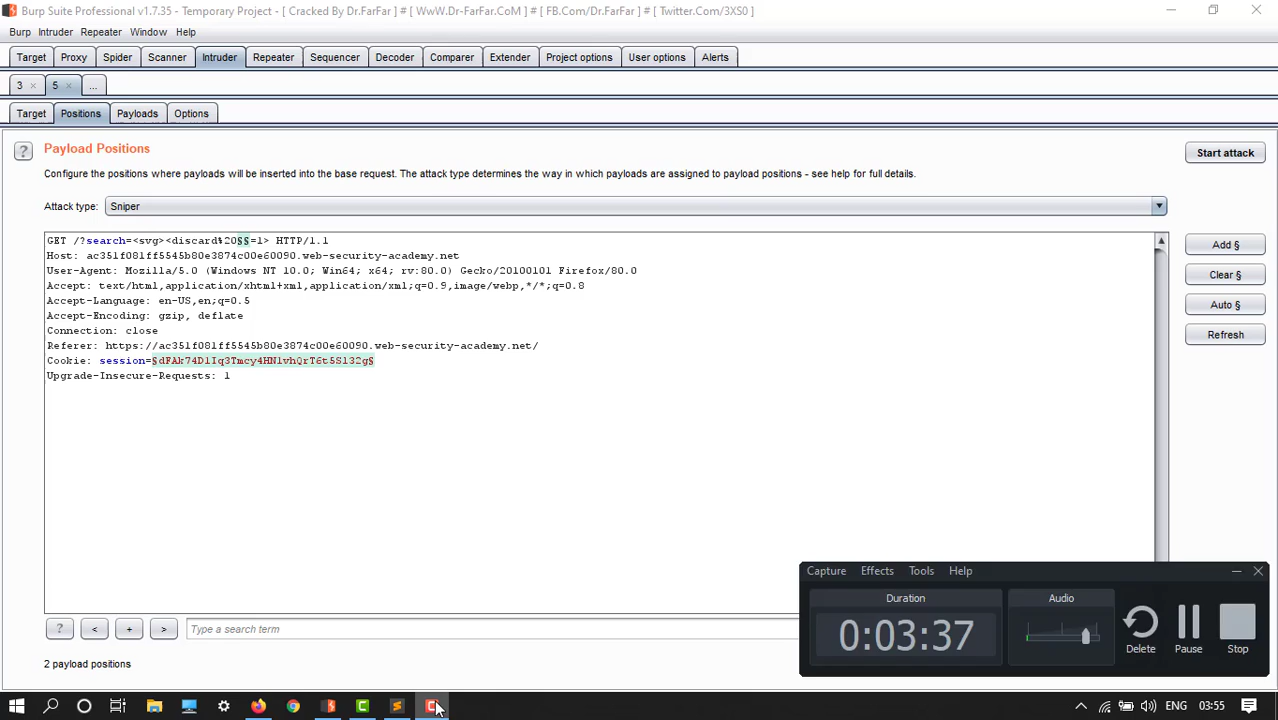 Burp Suite Professional v1.7.35 - Temporary Project - [ Cracked By Dr.FarFar ] # [ WwW.Dr-FarFar.CoM ] # [ FB.Com/Dr.FarFar ] # [ Twitter.Com/3XS0 ]
Burp Intruder Repeater Window Help
Target Proxy Spider Scanner Intruder Repeater Sequencer Decoder Comparer Extender Project options User options Alerts
3 × 5 × ...
Target Positions Payloads Options
? Payload Positions
Start attack
Configure the positions where payloads will be inserted into the base request. The attack type determines the way in which payloads are assigned to payload positions - see help for full details.
Attack type: Sniper
GET /?search=<svg><discard%20§§=1> HTTP/1.1
Host: ac351f081ff5545b80e3874c00e60090.web-security-academy.net
User-Agent: Mozilla/5.0 (Windows NT 10.0; Win64; x64; rv:80.0) Gecko/20100101 Firefox/80.0
Accept: text/html,application/xhtml+xml,application/xml;q=0.9,image/webp,*/*;q=0.8
Accept-Language: en-US,en;q=0.5
Accept-Encoding: gzip, deflate
Connection: close
Referer: https://ac351f081ff5545b80e3874c00e60090.web-security-academy.net/
Cookie: session=§dFAk74DlIq3Tmcy4HNlvhQrT6t5Sl32g§
Upgrade-Insecure-Requests: 1
Add §
Clear §
Auto §
Refresh
? < + > Type a search term
2 payload positions
Capture Effects Tools Help
Duration
0:03:37
Audio
Delete Pause Stop
ENG 03:55